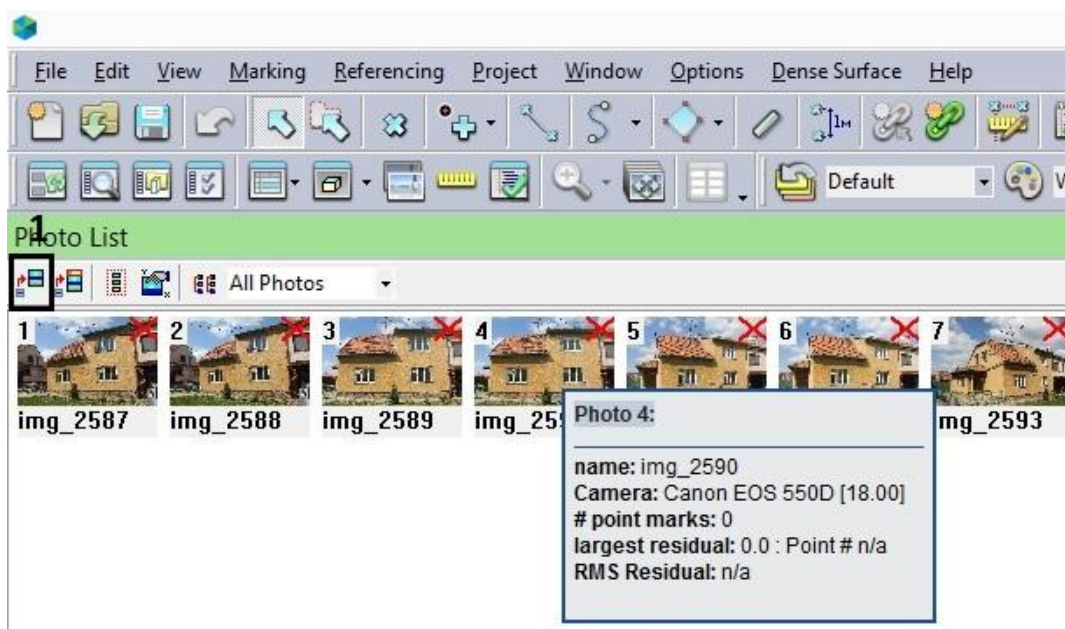 File Edit View Marking Referencing Project Window Options Dense Surface Help
1M
Default
1
Photo List
All Photos
1 2 3 4 5 6 7
img_2587 img_2588 img_2589 img_25 mg_2593
Photo 4:
name: img_2590
Camera: Canon EOS 550D [18.00]
# point marks: 0
largest residual: 0.0 : Point # n/a
RMS Residual: n/a